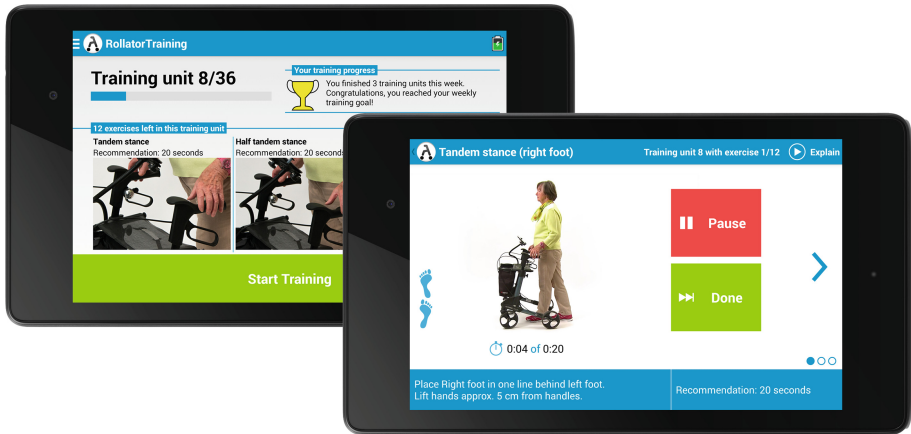 RollatorTraining
Training unit 8/36
Your training progress
You finished 3 training units this week.
Congratulations, you reached your weekly
training goal!
12 exercises left in this training unit
Tandem stance
Recommendation: 20 seconds
Half tandem stance
Recommendation: 20 seconds
Start Training
Tandem stance (right foot)
Training unit 8 with exercise 1/12
Explain
Pause
Done
0:04 of 0:20
Place Right foot in one line behind left foot.
Lift hands approx. 5 cm from handles.
Recommendation: 20 seconds